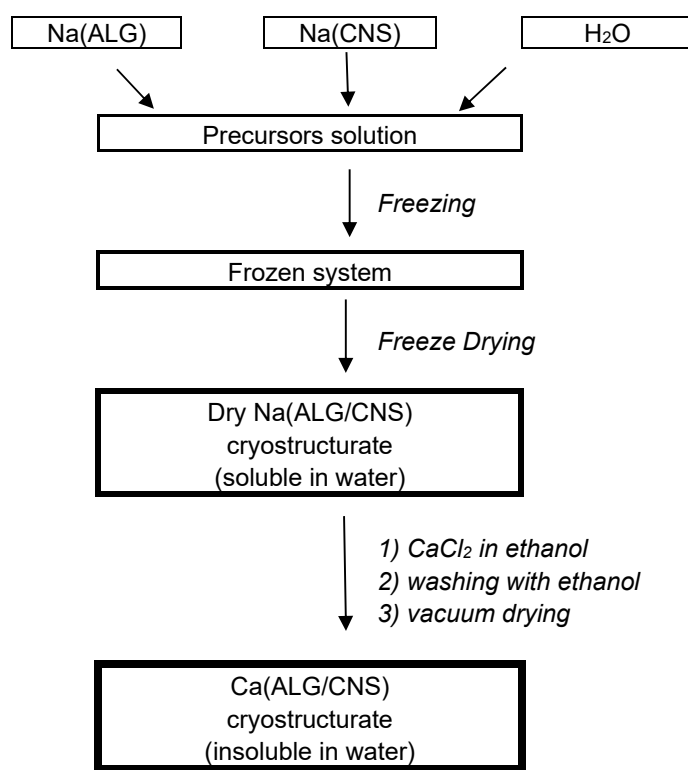 Na(ALG)
Na(CNS)
H₂O
Precursors solution
Freezing
Frozen system
Freeze Drying
Dry Na(ALG/CNS)
cryostructurate
(soluble in water)
1) CaCl₂ in ethanol
2) washing with ethanol
3) vacuum drying
Ca(ALG/CNS)
cryostructurate
(insoluble in water)